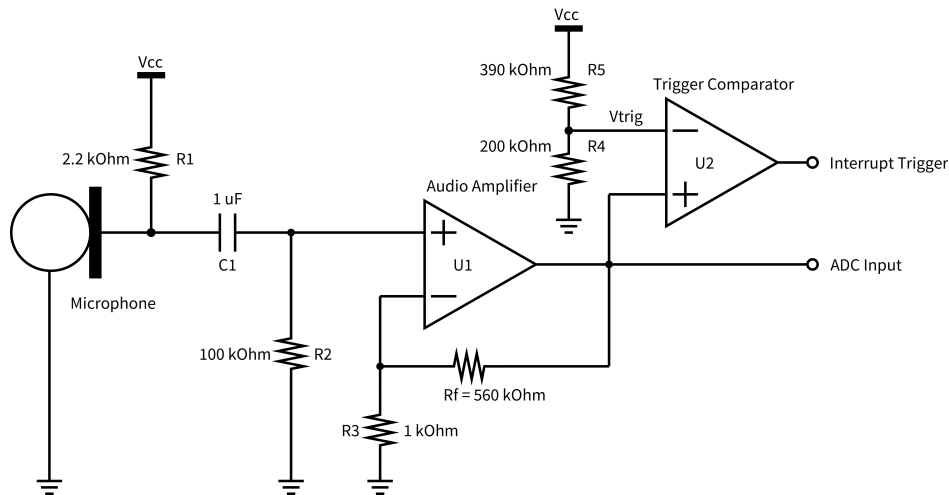 Vcc
390 kOhm
R5
Trigger Comparator
Vcc
Vtrig
2.2 kOhm
R1
200 kOhm
R4
U2
Interrupt Trigger
Audio Amplifier
1 uF
C1
U1
ADC Input
Microphone
100 kOhm
R2
Rf = 560 kOhm
R3
1 kOhm